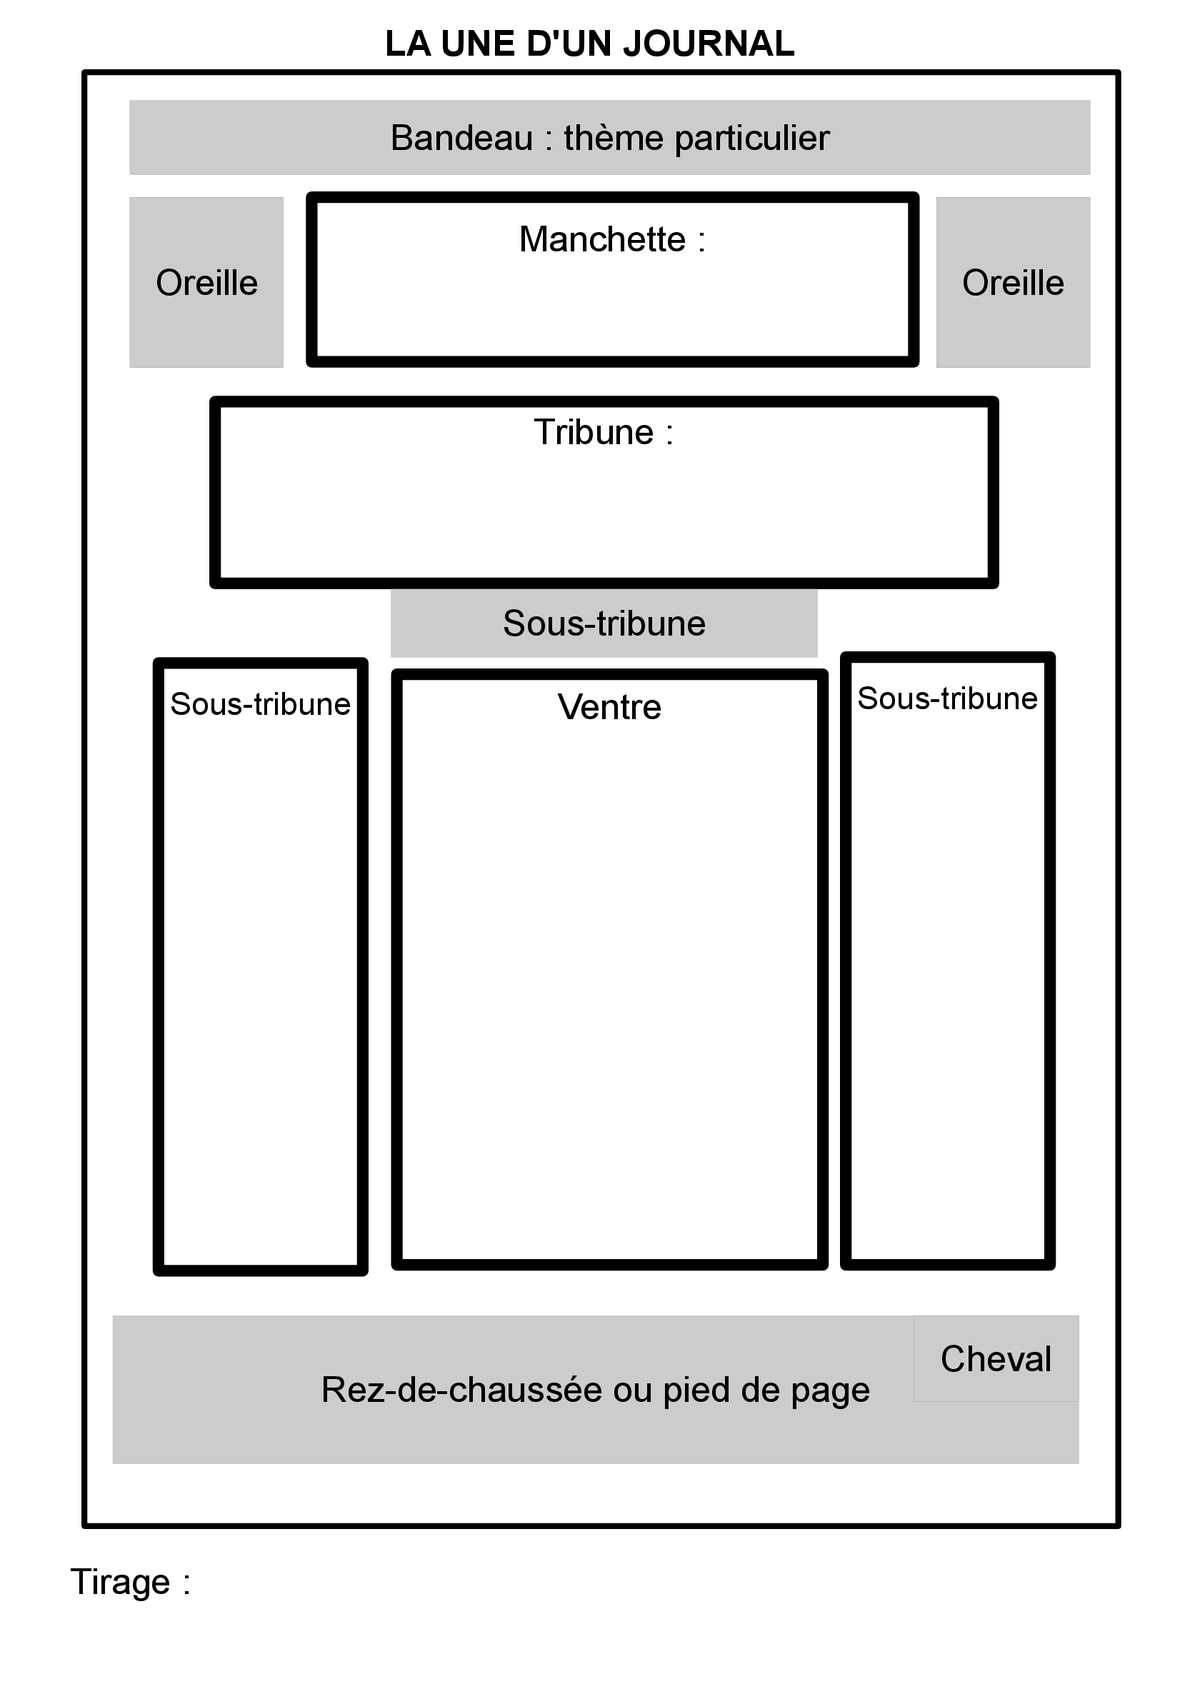 LA UNE D'UN JOURNAL
Bandeau : thème particulier
Oreille
Manchette :
Oreille
Tribune :
Sous-tribune
Sous-tribune
Ventre
Sous-tribune
Cheval
Rez-de-chaussée ou pied de page
Tirage :